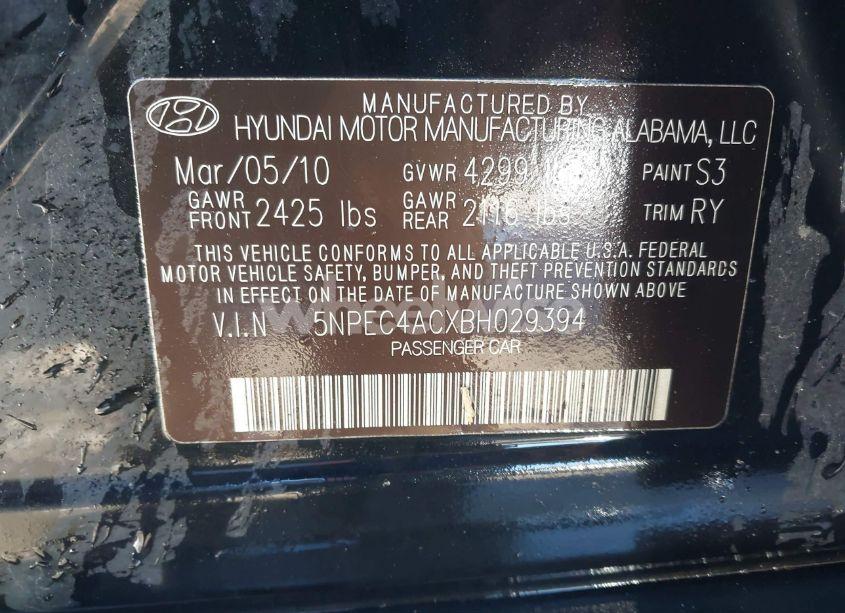 MANUFACTURED BY
HYUNDAI MOTOR MANUFACTURING ALABAMA, LLC
Mar/05/10 GVWR 4299 PAINT S3
GAWR FRONT 2425 lbs GAWR REAR 2116 lbs TRIM RY
THIS VEHICLE CONFORMS TO ALL APPLICABLE U.S.A. FEDERAL
MOTOR VEHICLE SAFETY, BUMPER, AND THEFT PREVENTION STANDARDS
IN EFFECT ON THE DATE OF MANUFACTURE SHOWN ABOVE
V.I.N 5NPEC4ACXBH029394
PASSENGER CAR